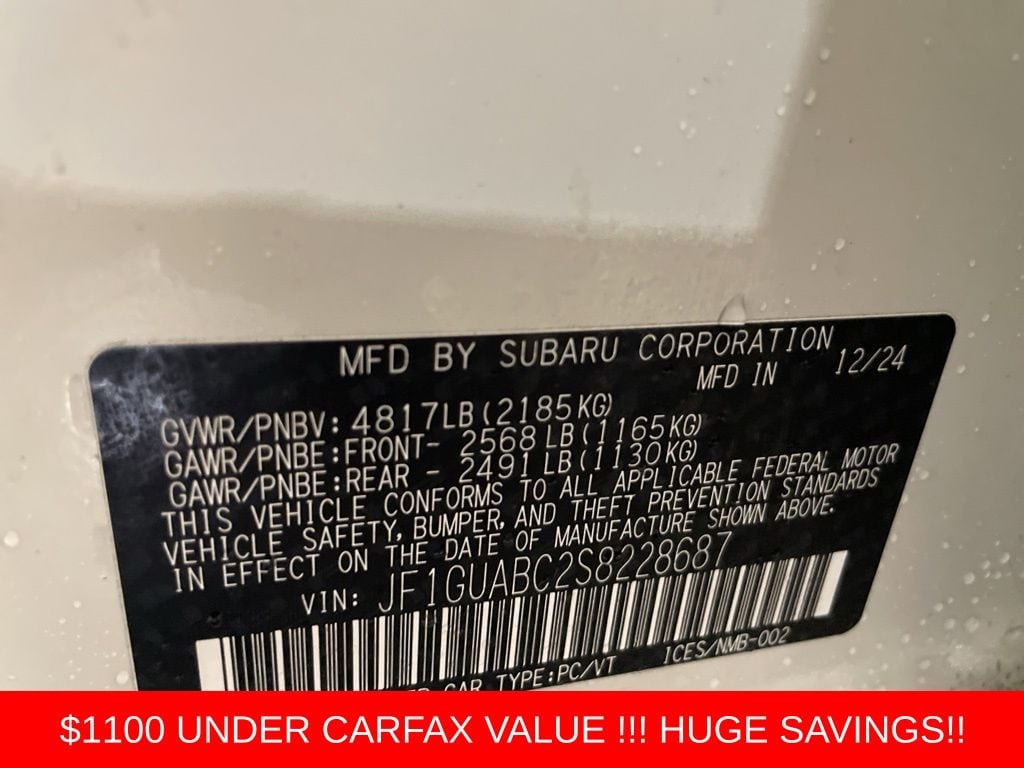 MFD BY SUBARU CORPORATION
MFD IN 12/24
GVWR/PNBV: 4817LB(2185KG)
GAWR/PNBE:FRONT- 2568LB(1165KG)
GAWR/PNBE:REAR - 2491LB(1130KG)
THIS VEHICLE CONFORMS TO ALL APPLICABLE FEDERAL MOTOR
VEHICLE SAFETY, BUMPER, AND THEFT PREVENTION STANDARDS
IN EFFECT ON THE DATE OF MANUFACTURE SHOWN ABOVE.
VIN: JF1GUABC2S8228687
CAR TYPE:PC/VT ICES/NMB-002
$1100 UNDER CARFAX VALUE !!! HUGE SAVINGS!!